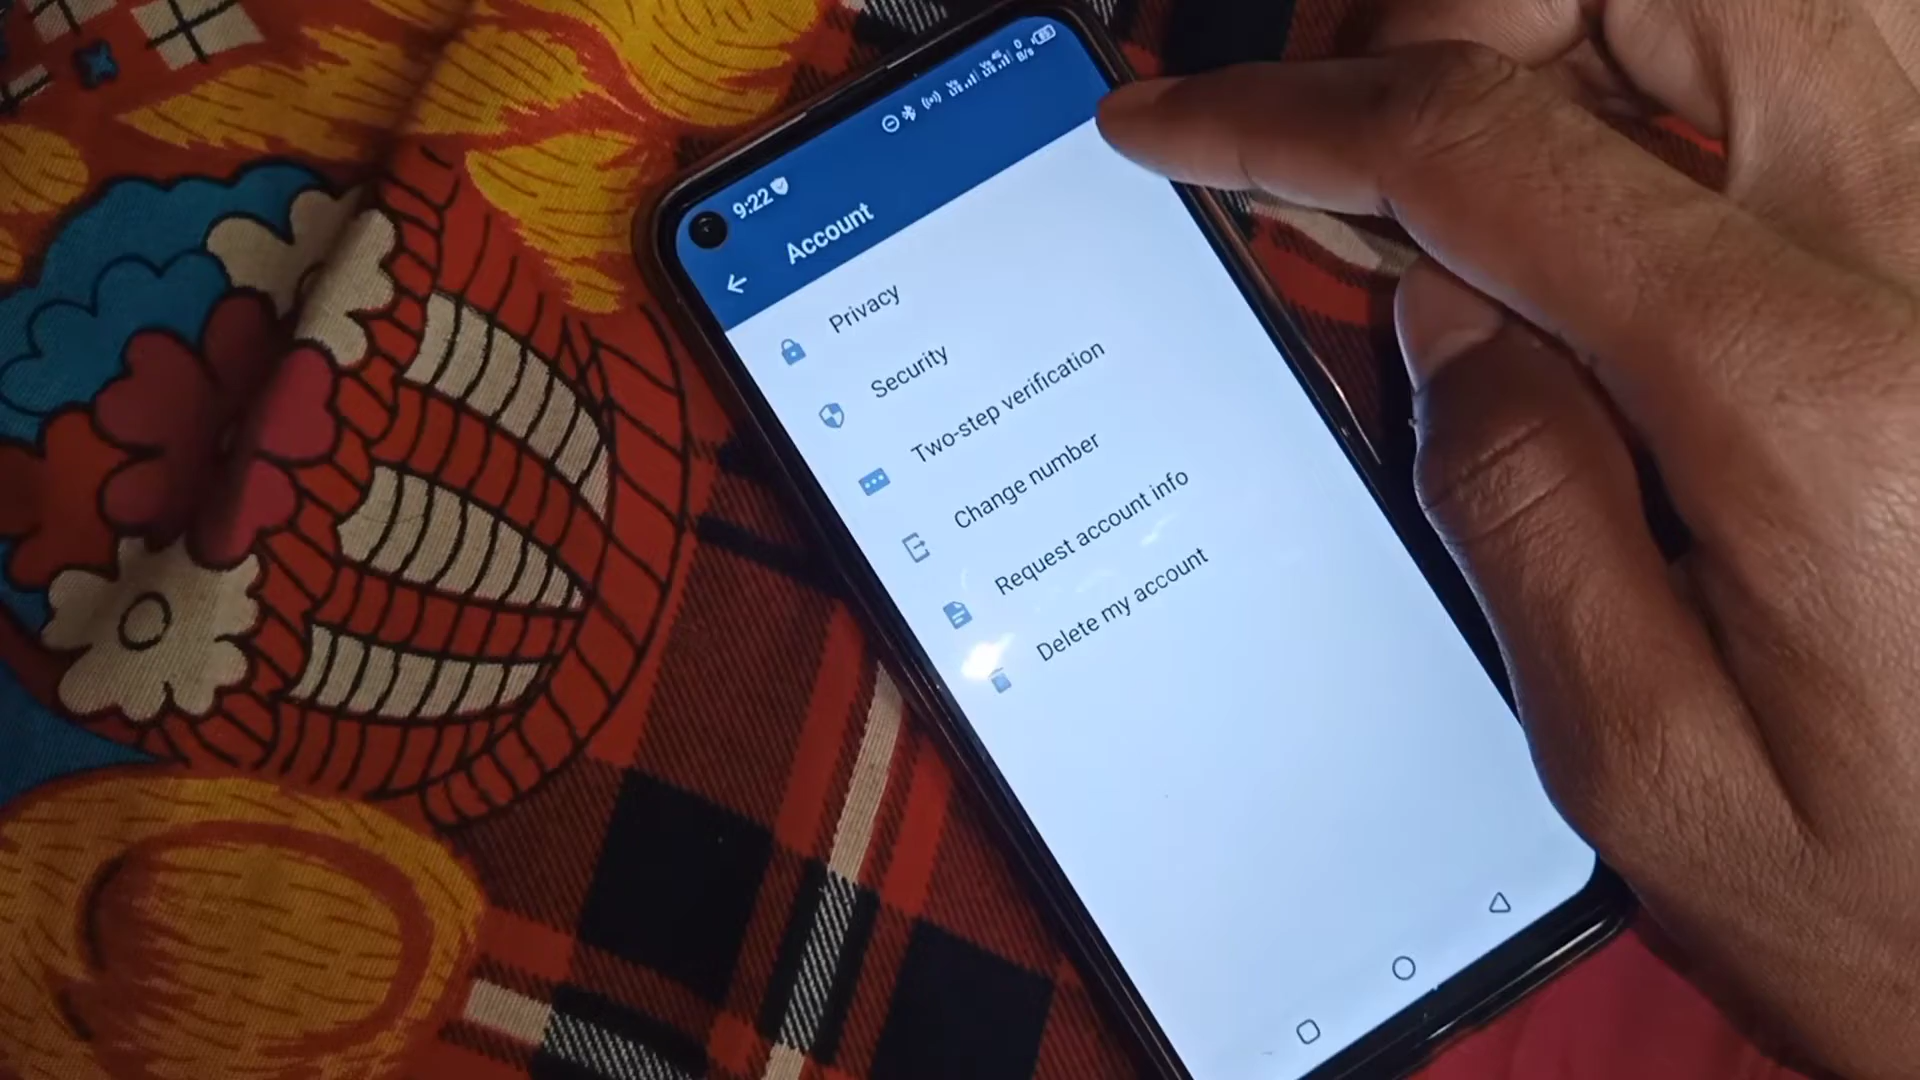 9:22
Account
Privacy
Security
Two-step verification
Change number
Request account info
Delete my account